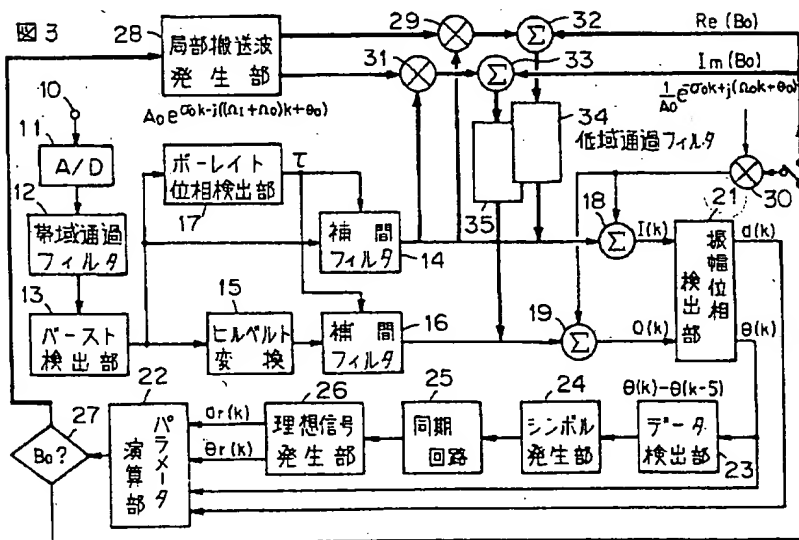 図3
28
局部搬送波
発生部
29
31
32
33
Re(B0)
Im(B0)
10
11
A/D
A0e^σ0k-j((Ω1+Ω0)k+θ0)
1/A0 e^-σ0k+j(Ω0k+θ0)
34
低域通過フィルタ
35
12
帯域通過
フィルタ
ボーレイト
位相検出部
17
τ
補間
フィルタ
14
30
18
I(k)
21
振幅位相
検出部
a(k)
θ(k)
13
バースト
検出部
15
ヒルベルト
変換
補間
フィルタ
16
19
Q(k)
22
パラメータ
演算部
ar(k)
θr(k)
26
理想信号
発生部
25
同期
回路
24
シンボル
発生部
θ(k)-θ(k-5)
データ
検出部
23
27
B0?